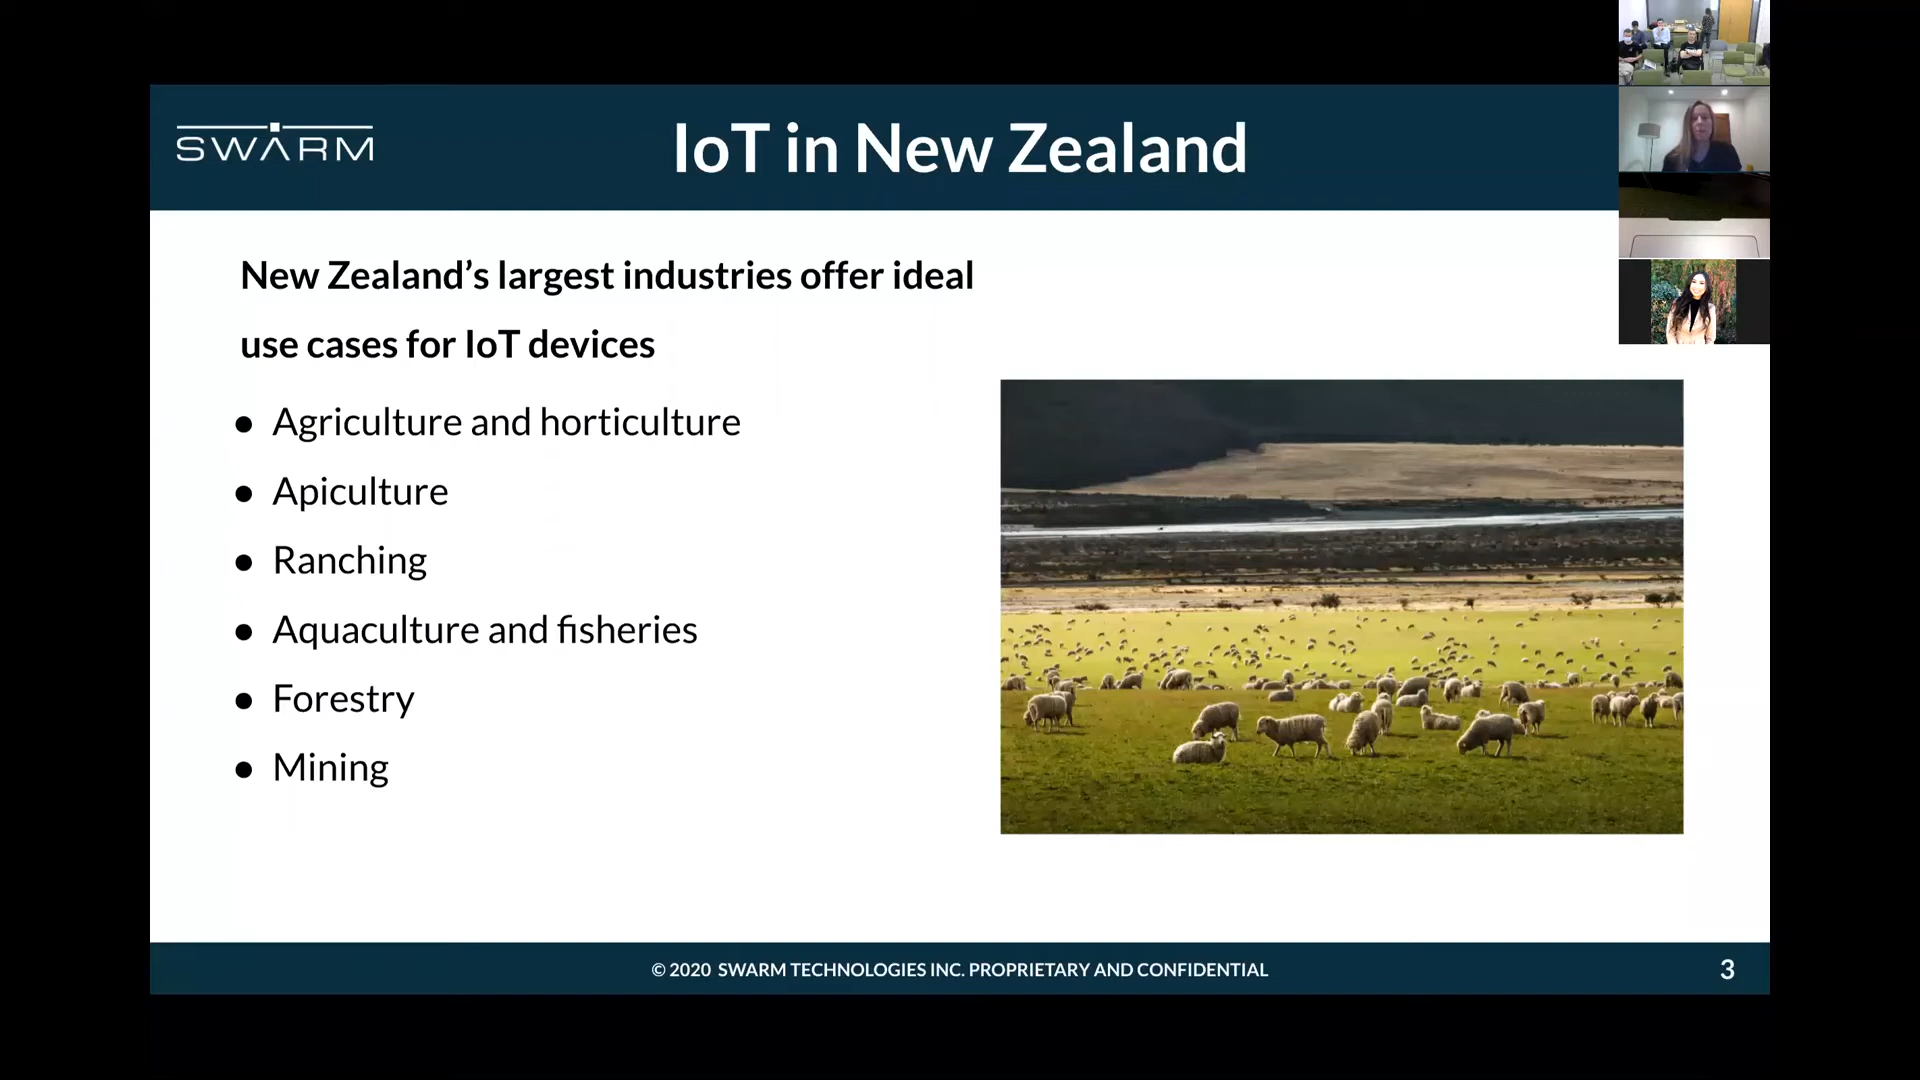 SWARM
IoT in New Zealand
New Zealand’s largest industries offer ideal
use cases for IoT devices
● Agriculture and horticulture
● Apiculture
● Ranching
● Aquaculture and fisheries
● Forestry
● Mining
© 2020 SWARM TECHNOLOGIES INC. PROPRIETARY AND CONFIDENTIAL
3